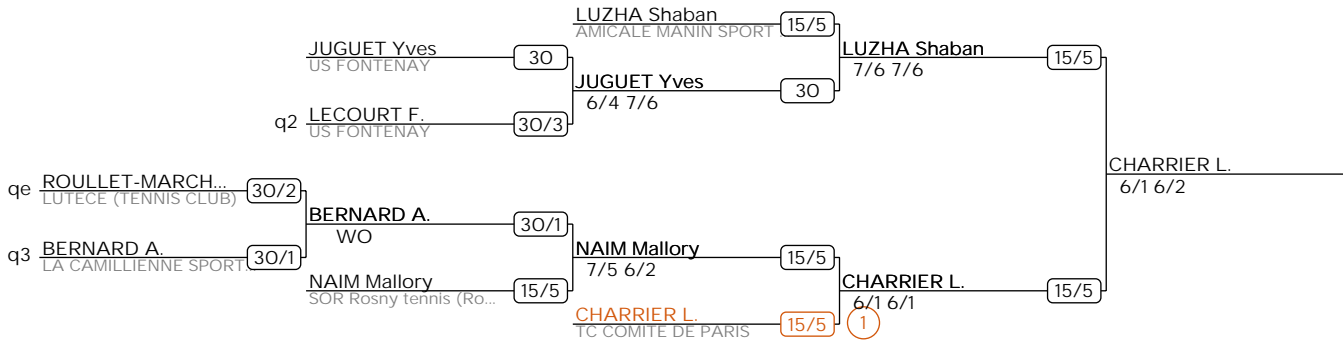 LUZHA Shaban
AMICALE MANIN SPORT
15/5
JUGUET Yves
US FONTENAY
30
LUZHA Shaban
7/6 7/6
15/5
JUGUET Yves
6/4 7/6
30
q2
LECOURT F.
US FONTENAY
30/3
CHARRIER L.
6/1 6/2
qe
ROULLET-MARCH...
LUTECE (TENNIS CLUB)
30/2
BERNARD A.
WO
30/1
q3
BERNARD A.
LA CAMILLIENNE SPORT...
30/1
NAIM Mallory
7/5 6/2
15/5
NAIM Mallory
SOR Rosny tennis (Ro...
15/5
CHARRIER L.
6/1 6/1
15/5
CHARRIER L.
TC COMITE DE PARIS
15/5
1